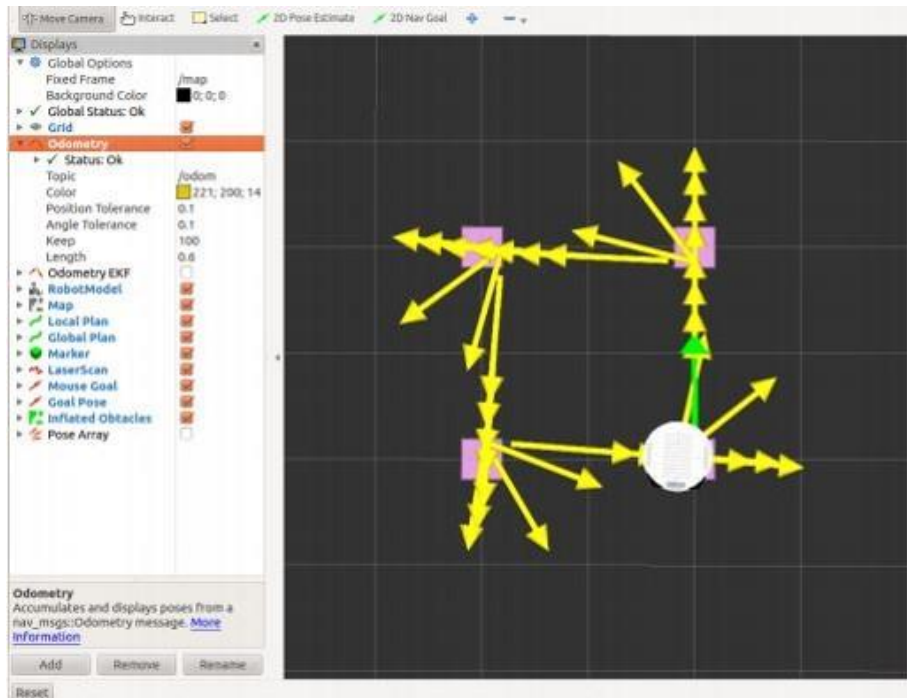 Move Camera Interact Select 2D Pose Estimate 2D Nav Goal
Displays
Global Options
Fixed Frame /map
Background Color 0; 0; 0
Global Status: Ok
Grid
Odometry
Status: Ok
Topic /odom
Color 221; 200; 14
Position Tolerance 0.1
Angle Tolerance 0.1
Keep 100
Length 0.6
Odometry EKF
RobotModel
Map
Local Plan
Global Plan
Marker
LaserScan
Mouse Goal
Goal Pose
Inflated Obtacles
Pose Array
Odometry
Accumulates and displays poses from a
nav_msgs::Odometry message. More
Information
Add Remove Rename
Reset